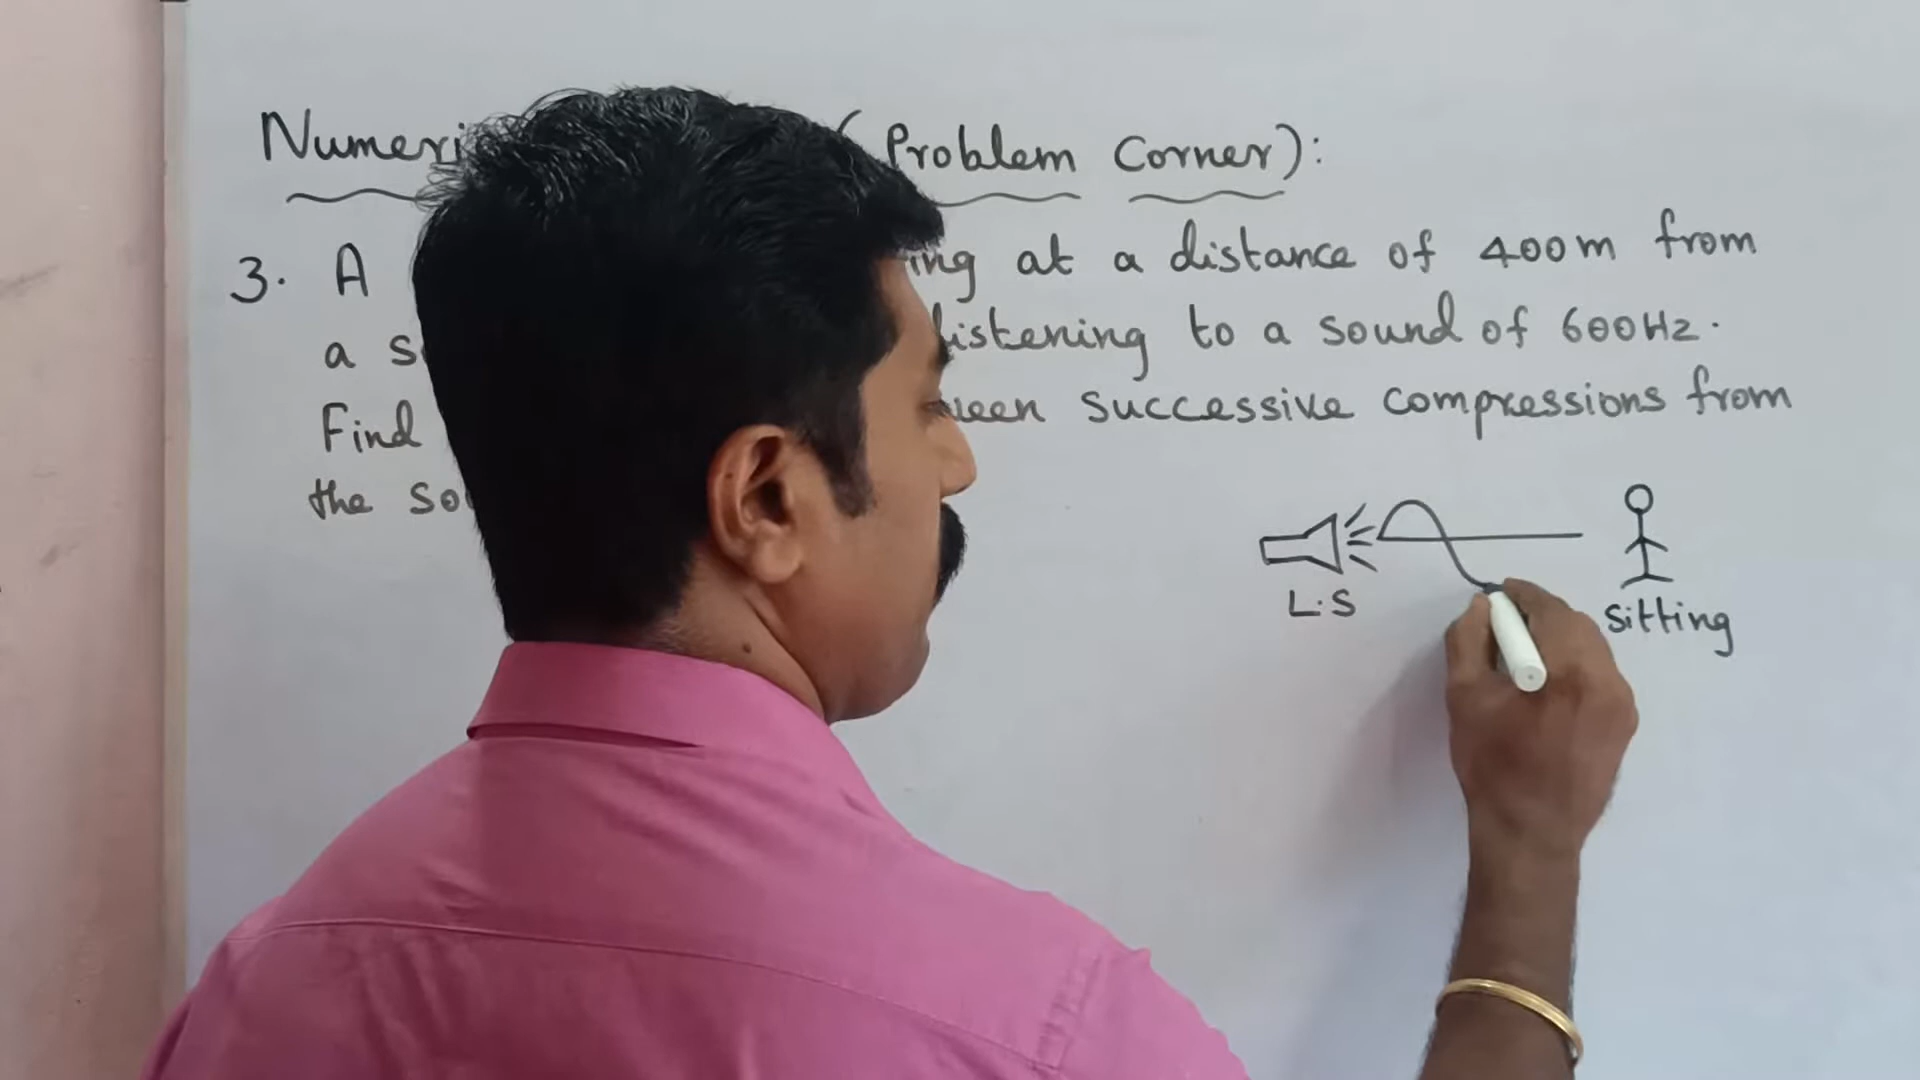 Numeri (Problem Corner):
3. A ing at a distance of 400m from
a s listening to a sound of 600Hz.
Find ween successive compressions from
the so
L.S
Sitting